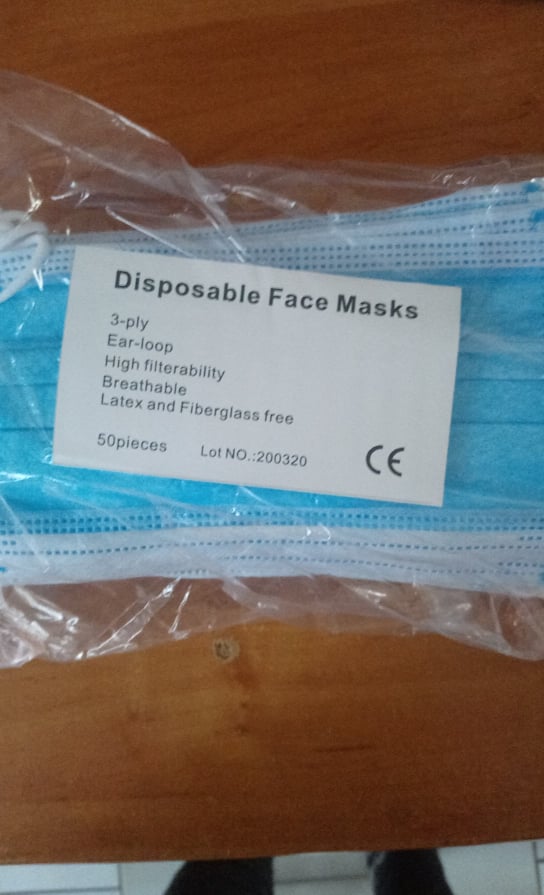 Disposable Face Masks
3-ply
Ear-loop
High filterability
Breathable
Latex and Fiberglass free
50pieces Lot NO.:200320 CE